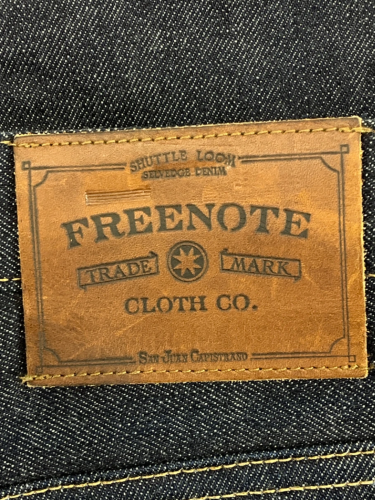 SHUTTLE LOOM
SELVEDGE DENIM
FREENOTE
TRADE MARK
CLOTH CO.
SAN JUAN CAPISTRANO